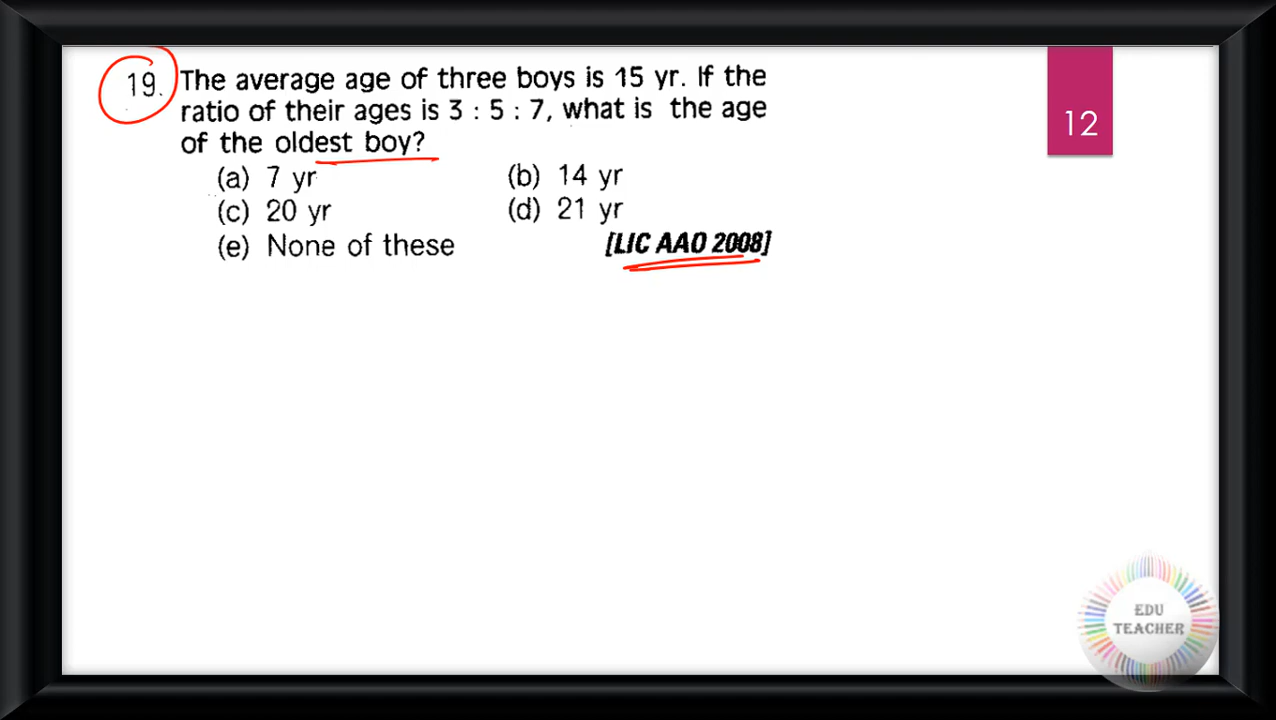 19. The average age of three boys is 15 yr. If the
ratio of their ages is 3 : 5 : 7, what is the age
of the oldest boy?
(a) 7 yr (b) 14 yr
(c) 20 yr (d) 21 yr
(e) None of these [LIC AAO 2008]
12
EDU
TEACHER